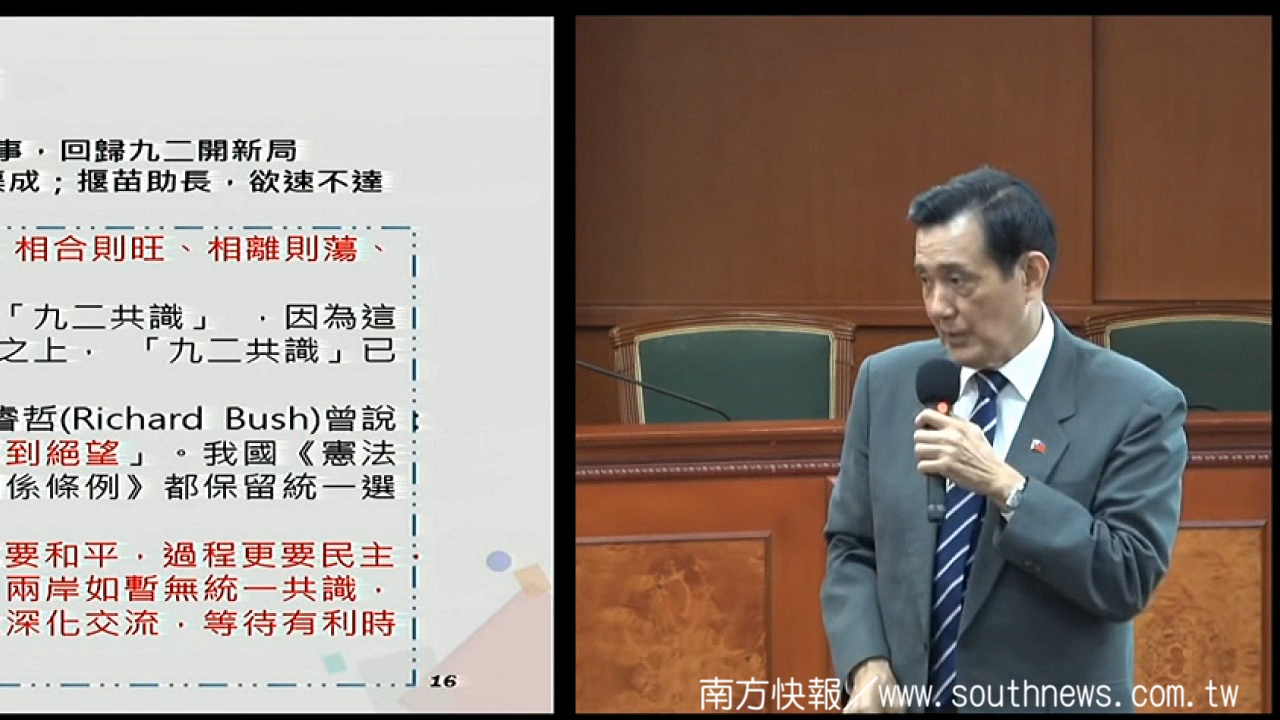 事，回歸九二開新局
成；揠苗助長，欲速不達
相合則旺、相離則蕩、
「九二共識」，因為這
之上，「九二共識」已
睿哲(Richard Bush)曾說：
到絕望」。我國《憲法
係條例》都保留統一選
要和平，過程更要民主．
兩岸如暫無統一共識，
深化交流，等待有利時
16
南方快報／www.southnews.com.tw